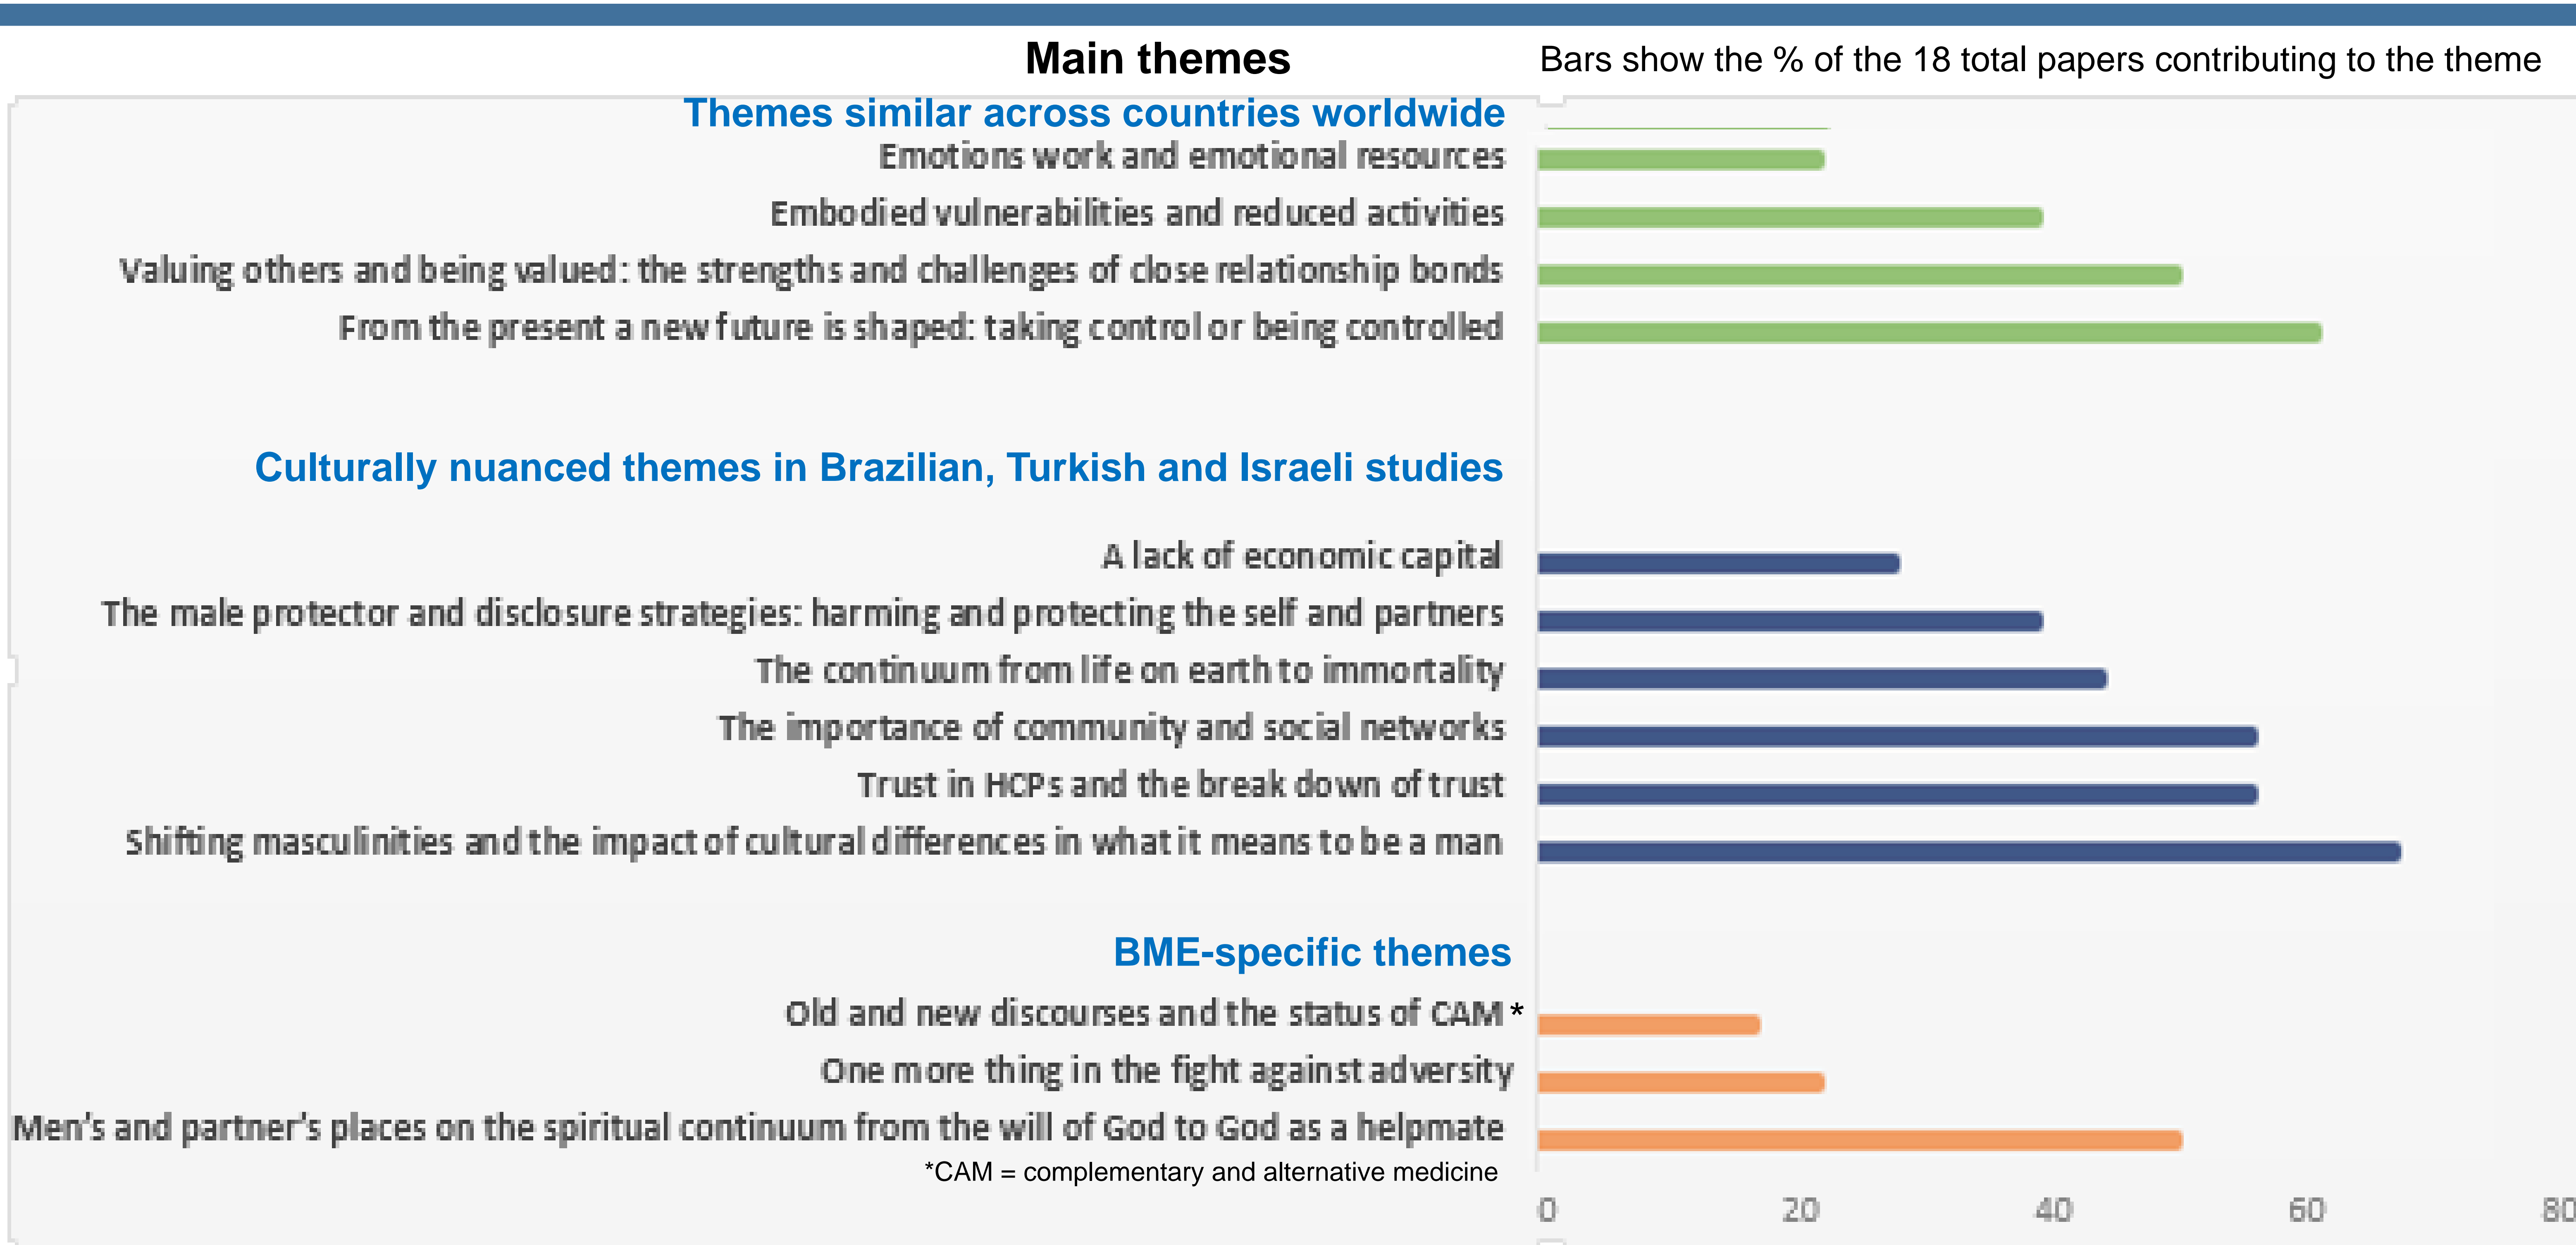 Main themes
Bars show the % of the 18 total papers contributing to the theme
Themes similar across countries worldwide
Emotions work and emotional resources
Embodied vulnerabilities and reduced activities
Valuing others and being valued: the strengths and challenges of close relationship bonds
From the present a new future is shaped: taking control or being controlled
Culturally nuanced themes in Brazilian, Turkish and Israeli studies
A lack of economic capital
The male protector and disclosure strategies: harming and protecting the self and partners
The continuum from life on earth to immortality
The importance of community and social networks
Trust in HCPs and the break down of trust
Shifting masculinities and the impact of cultural differences in what it means to be a man
BME-specific themes
Old and new discourses and the status of CAM *
One more thing in the fight against adversity
Men's and partner's places on the spiritual continuum from the will of God to God as a helpmate
*CAM = complementary and alternative medicine
0 20 40 60 80